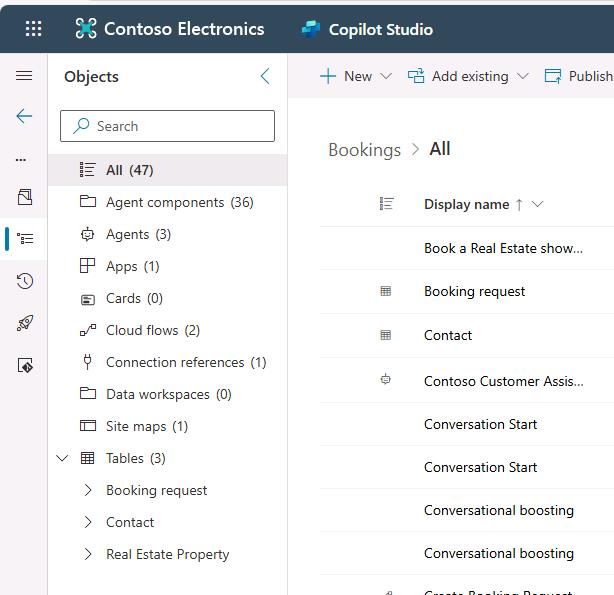 Contoso Electronics
Copilot Studio
Objects
New
Add existing
Publish
Search
Bookings > All
All (47)
Agent components (36)
Agents (3)
Apps (1)
Cards (0)
Cloud flows (2)
Connection references (1)
Data workspaces (0)
Site maps (1)
Tables (3)
Booking request
Contact
Real Estate Property
Display name ↑
Book a Real Estate show...
Booking request
Contact
Contoso Customer Assis...
Conversation Start
Conversation Start
Conversational boosting
Conversational boosting
Create Booking Request